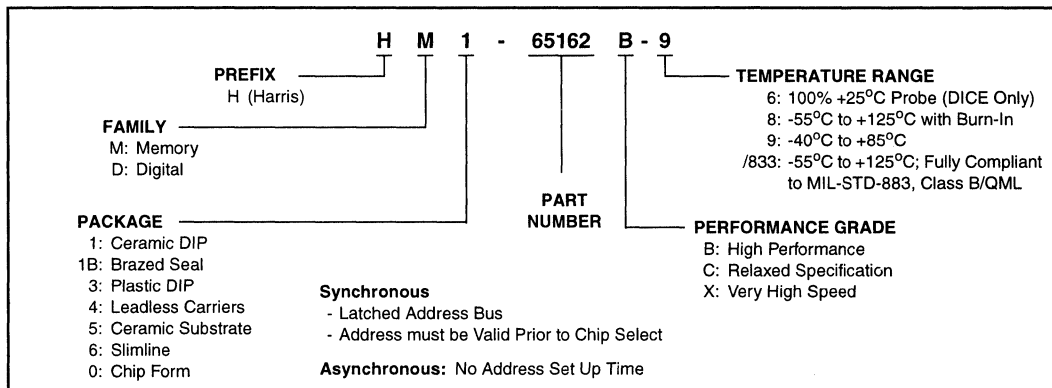 H M 1 - 65162 B - 9
PREFIX
H (Harris)
FAMILY
M: Memory
D: Digital
PACKAGE
1: Ceramic DIP
1B: Brazed Seal
3: Plastic DIP
4: Leadless Carriers
5: Ceramic Substrate
6: Slimline
0: Chip Form
Synchronous
- Latched Address Bus
- Address must be Valid Prior to Chip Select
Asynchronous: No Address Set Up Time
PART
NUMBER
TEMPERATURE RANGE
6: 100% +25°C Probe (DICE Only)
8: -55°C to +125°C with Burn-In
9: -40°C to +85°C
/833: -55°C to +125°C; Fully Compliant
to MIL-STD-883, Class B/QML
PERFORMANCE GRADE
B: High Performance
C: Relaxed Specification
X: Very High Speed